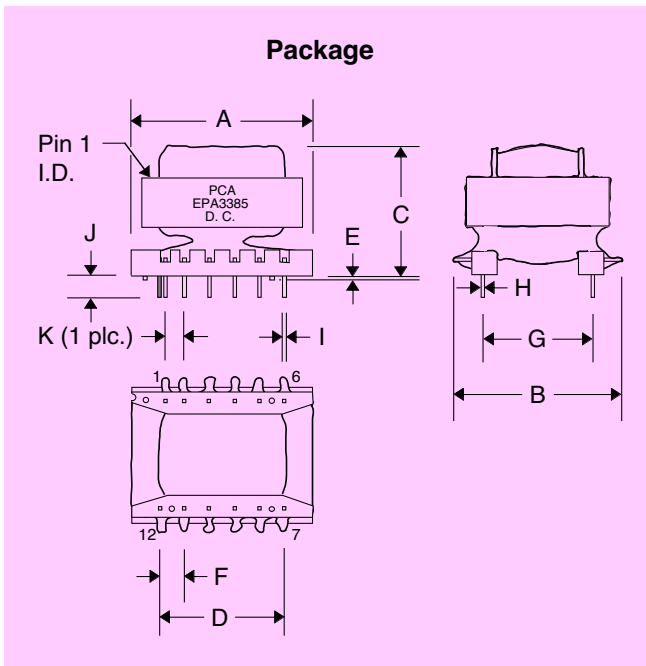 Package
A
Pin 1
I.D.
PCA
EPA3385
D. C.
C
E
J
H
K (1 plc.)
I
G
B
1
6
12
7
F
D